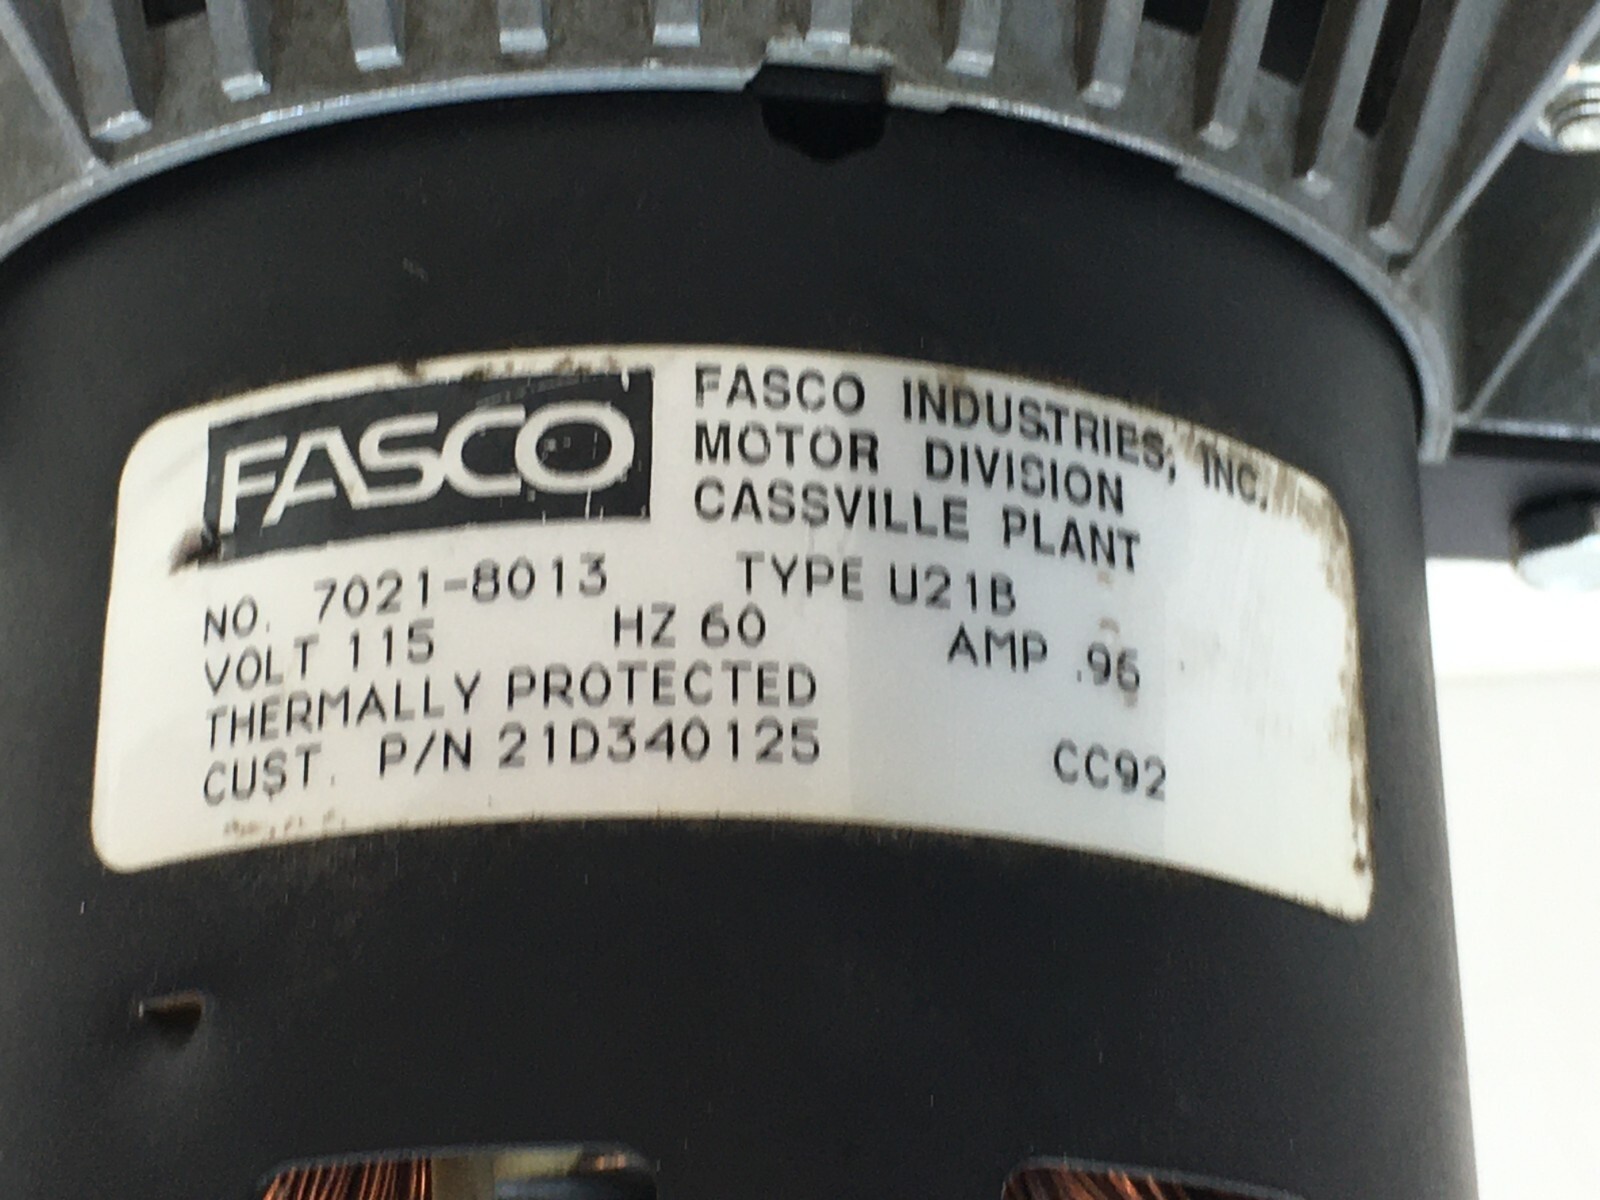 FASCO
FASCO INDUSTRIES, INC.
MOTOR DIVISION
CASSVILLE PLANT
NO. 7021-8013 TYPE U21B
VOLT 115 HZ 60 AMP .96
THERMALLY PROTECTED
CUST. P/N 21D340125 CC92